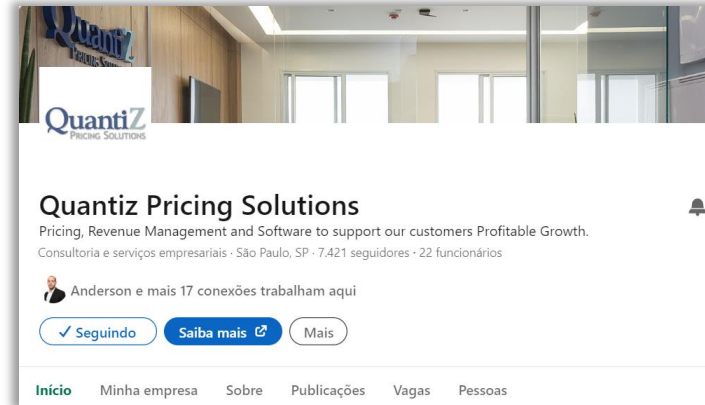 QuantiZ
PRICING SOLUTIONS
QuantiZ
PRICING SOLUTIONS
Quantiz Pricing Solutions
Pricing, Revenue Management and Software to support our customers Profitable Growth.
Consultoria e serviços empresariais · São Paulo, SP · 7.421 seguidores · 22 funcionários
Anderson e mais 17 conexões trabalham aqui
✓ Seguindo Saiba mais Mais
Início Minha empresa Sobre Publicações Vagas Pessoas